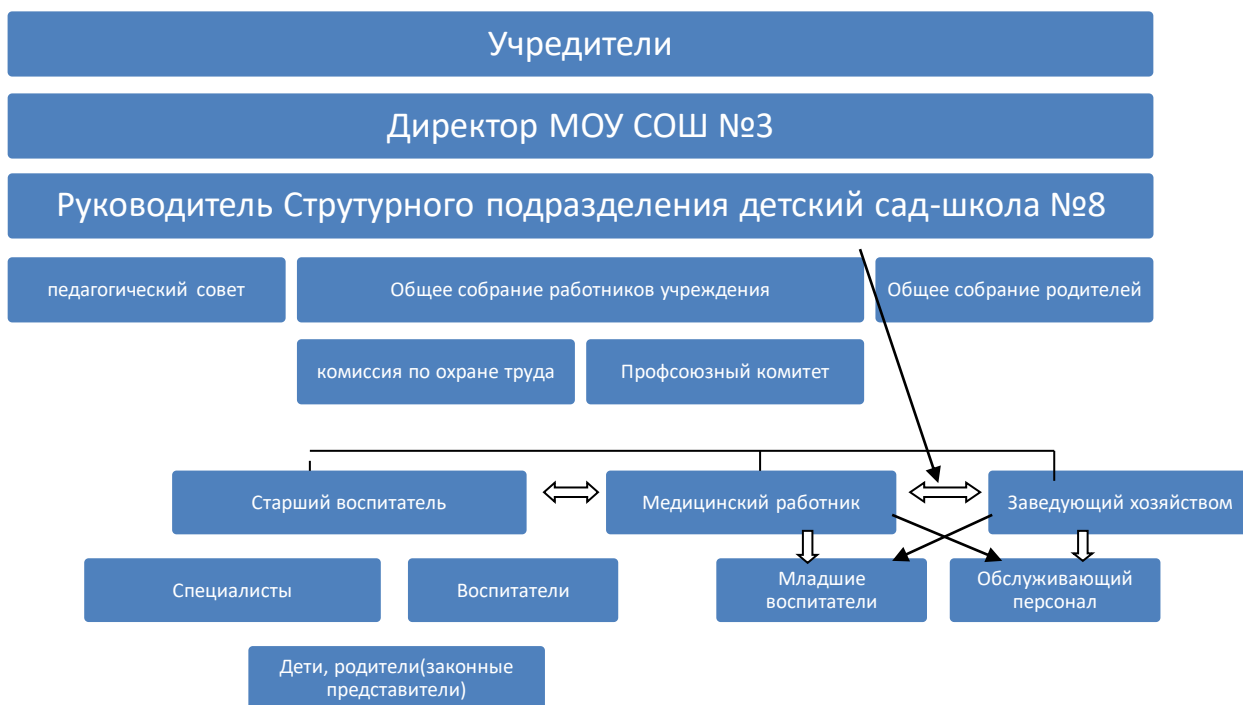 Учредители
Директор МОУ СОШ №3
Руководитель Струтурного подразделения детский сад-школа №8
педагогический совет
Общее собрание работников учреждения
Общее собрание родителей
комиссия по охране труда
Профсоюзный комитет
Старший воспитатель
Медицинский работник
Заведующий хозяйством
Специалисты
Воспитатели
Младшие
воспитатели
Обслуживающий
персонал
Дети, родители(законные
представители)